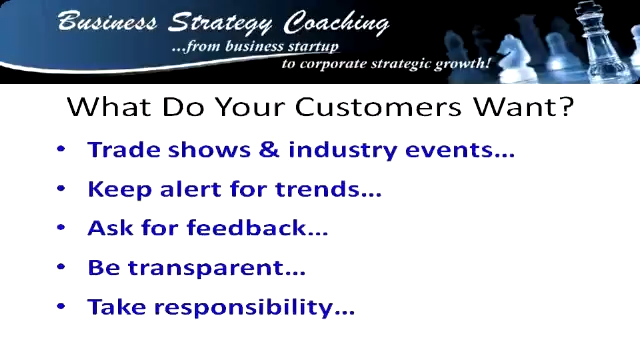 Business Strategy Coaching
...from business startup
to corporate strategic growth!
What Do Your Customers Want?
• Trade shows & industry events...
• Keep alert for trends...
• Ask for feedback...
• Be transparent...
• Take responsibility...